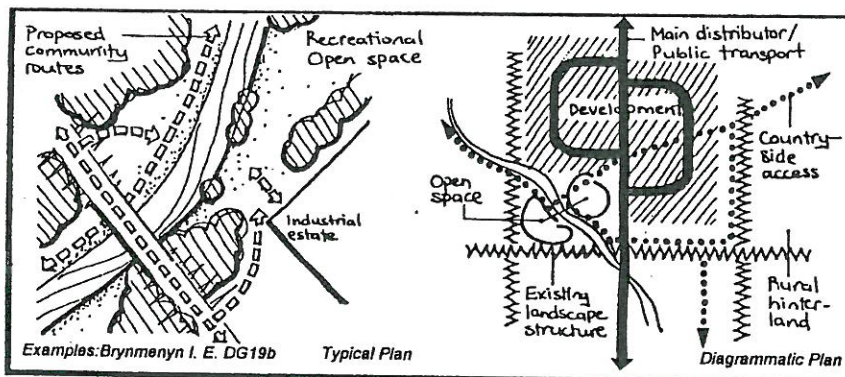 Proposed
community
routes
Recreational
Open space
Industrial
estate
Examples:Brynmenyn I. E. DG19b
Typical Plan
Main distributor/
Public transport
Development
Country-
side
access
Open
space
Existing
landscape
structure
Rural
hinter-
land
Diagrammatic Plan